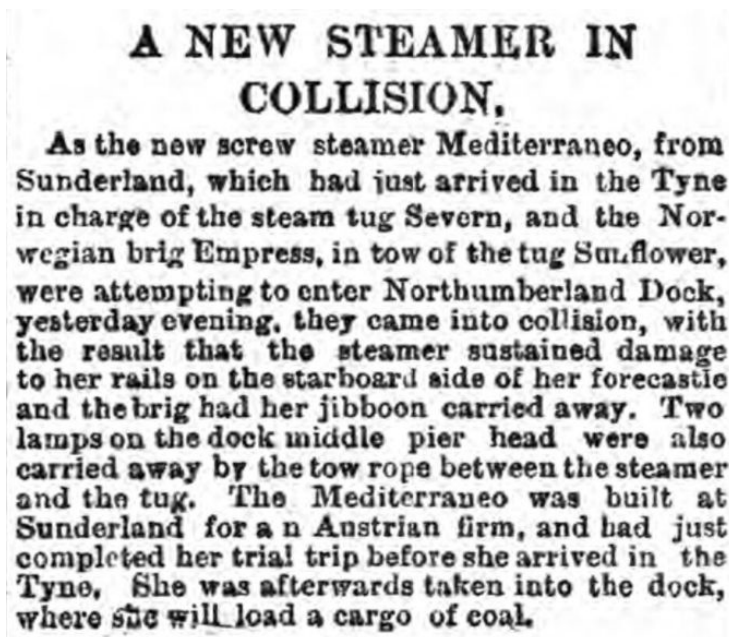 A NEW STEAMER IN
COLLISION.
As the new screw steamer Mediterraneo, from
Sunderland, which had just arrived in the Tyne
in charge of the steam tug Severn, and the Nor-
wegian brig Empress, in tow of the tug Sunflower,
were attempting to enter Northumberland Dock,
yesterday evening, they came into collision, with
the result that the steamer sustained damage
to her rails on the starboard side of her forecastle
and the brig had her jibboon carried away. Two
lamps on the dock middle pier head were also
carried away by the tow rope between the steamer
and the tug. The Mediterraneo was built at
Sunderland for a n Austrian firm, and had just
completed her trial trip before she arrived in the
Tyne. She was afterwards taken into the dock,
where she will load a cargo of coal.